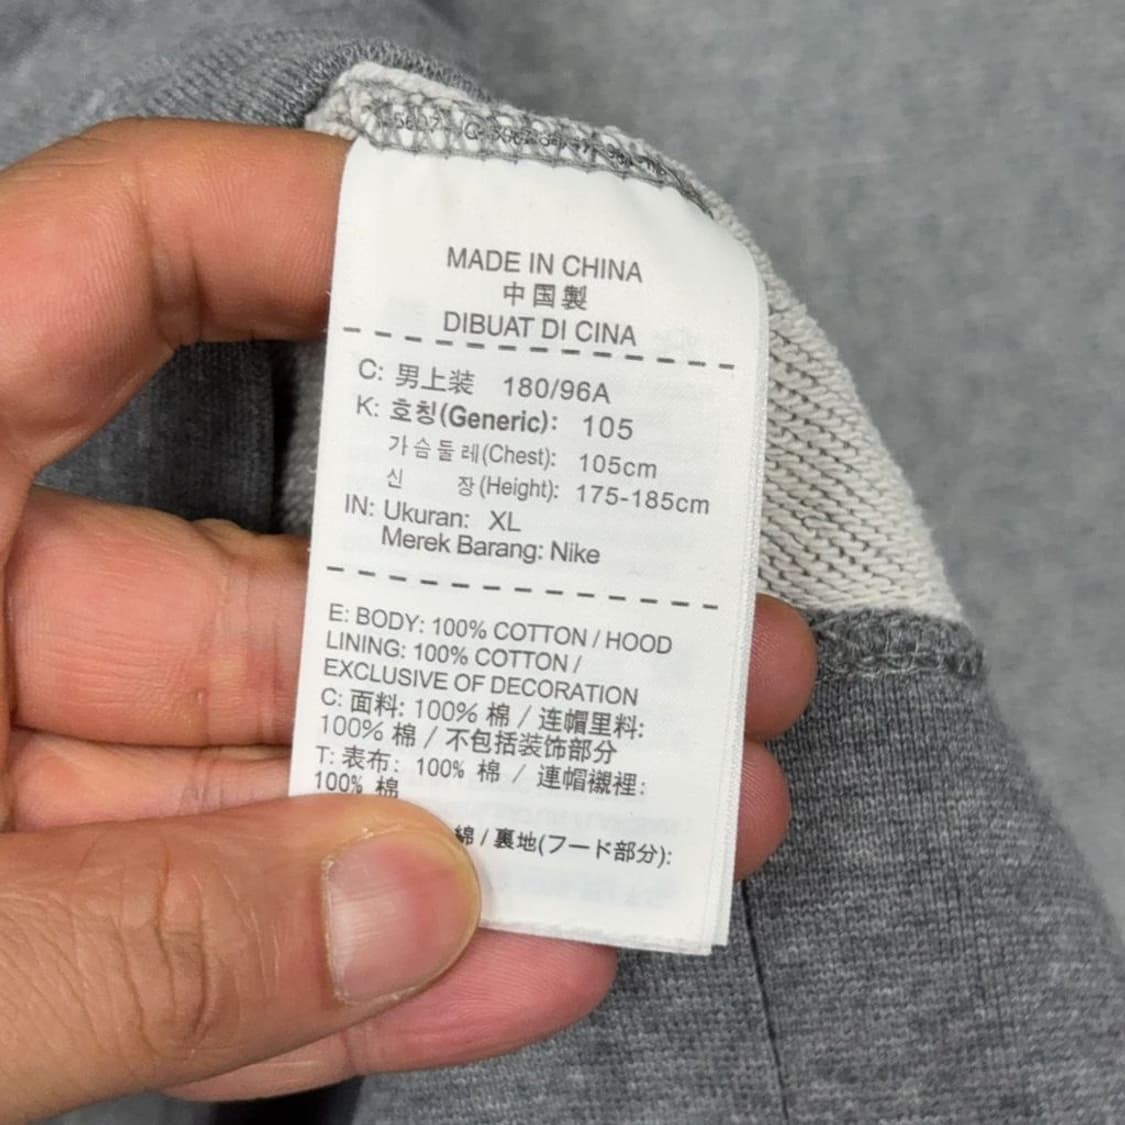 MADE IN CHINA
中国製
DIBUAT DI CINA
C: 男上装 180/96A
K: 호칭(Generic): 105
가슴둘레(Chest): 105cm
신 장(Height): 175-185cm
IN: Ukuran: XL
Merek Barang: Nike
E: BODY: 100% COTTON / HOOD
LINING: 100% COTTON /
EXCLUSIVE OF DECORATION
C: 面料: 100% 棉 / 连帽里料:
100% 棉 / 不包括装饰部分
T: 表布: 100% 棉 / 連帽襯裡:
100% 棉
綿 / 裏地(フード部分):